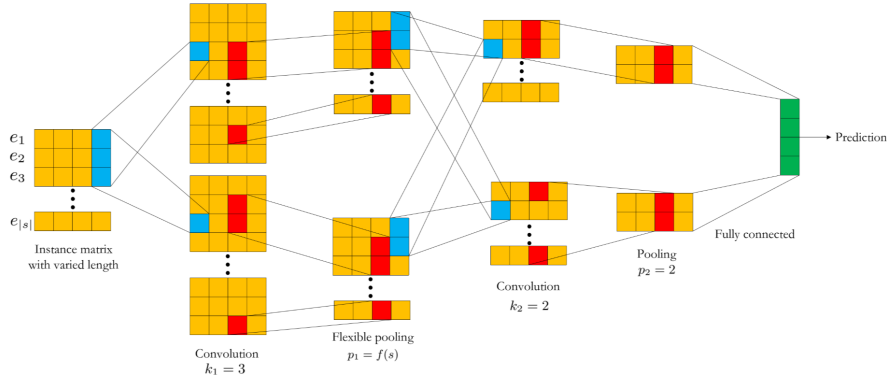 e₁
e₂
e₃
e|s|
Instance matrix
with varied length
Convolution
k₁ = 3
Flexible pooling
p₁ = f(s)
Convolution
k₂ = 2
Pooling
p₂ = 2
Fully connected
Prediction